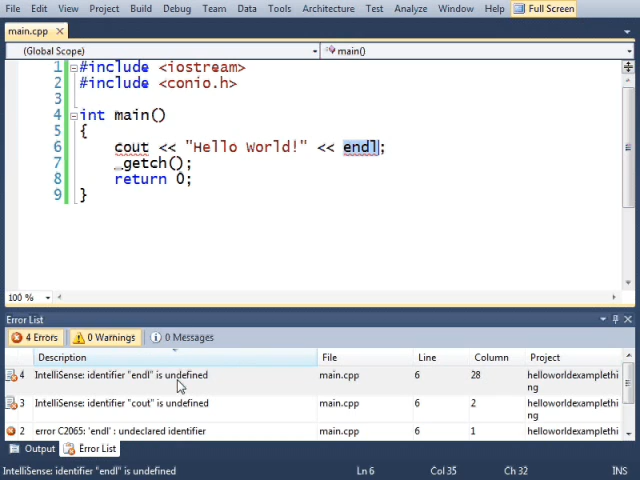 File Edit View Project Build Debug Team Data Tools Architecture Test Analyze Window Help Full Screen
main.cpp
(Global Scope) main()
1 #include <iostream>
2 #include <conio.h>
3
4 int main()
5 {
6 cout << "Hello World!" << endl;
7 _getch();
8 return 0;
9 }
100 %
Error List
4 Errors 0 Warnings 0 Messages
Description File Line Column Project
4 IntelliSense: identifier "endl" is undefined main.cpp 6 28 helloworldexamplethi
ng
3 IntelliSense: identifier "cout" is undefined main.cpp 6 2 helloworldexamplethi
ng
2 error C2065: 'endl' : undeclared identifier main.cpp 6 1 helloworldexamplethi
Output Error List
IntelliSense: identifier "endl" is undefined Ln 6 Col 35 Ch 32 INS